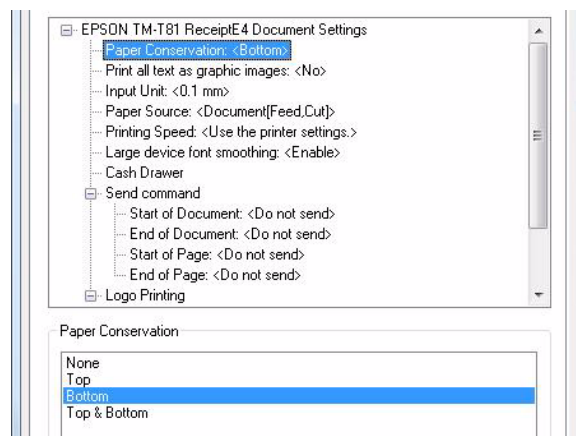 EPSON TM-T81 ReceiptE4 Document Settings
Paper Conservation: <Bottom>
Print all text as graphic images: <No>
Input Unit: <0.1 mm>
Paper Source: <Document[Feed,Cut]>
Printing Speed: <Use the printer settings.>
Large device font smoothing: <Enable>
Cash Drawer
Send command
Start of Document: <Do not send>
End of Document: <Do not send>
Start of Page: <Do not send>
End of Page: <Do not send>
Logo Printing
Paper Conservation
None
Top
Bottom
Top & Bottom